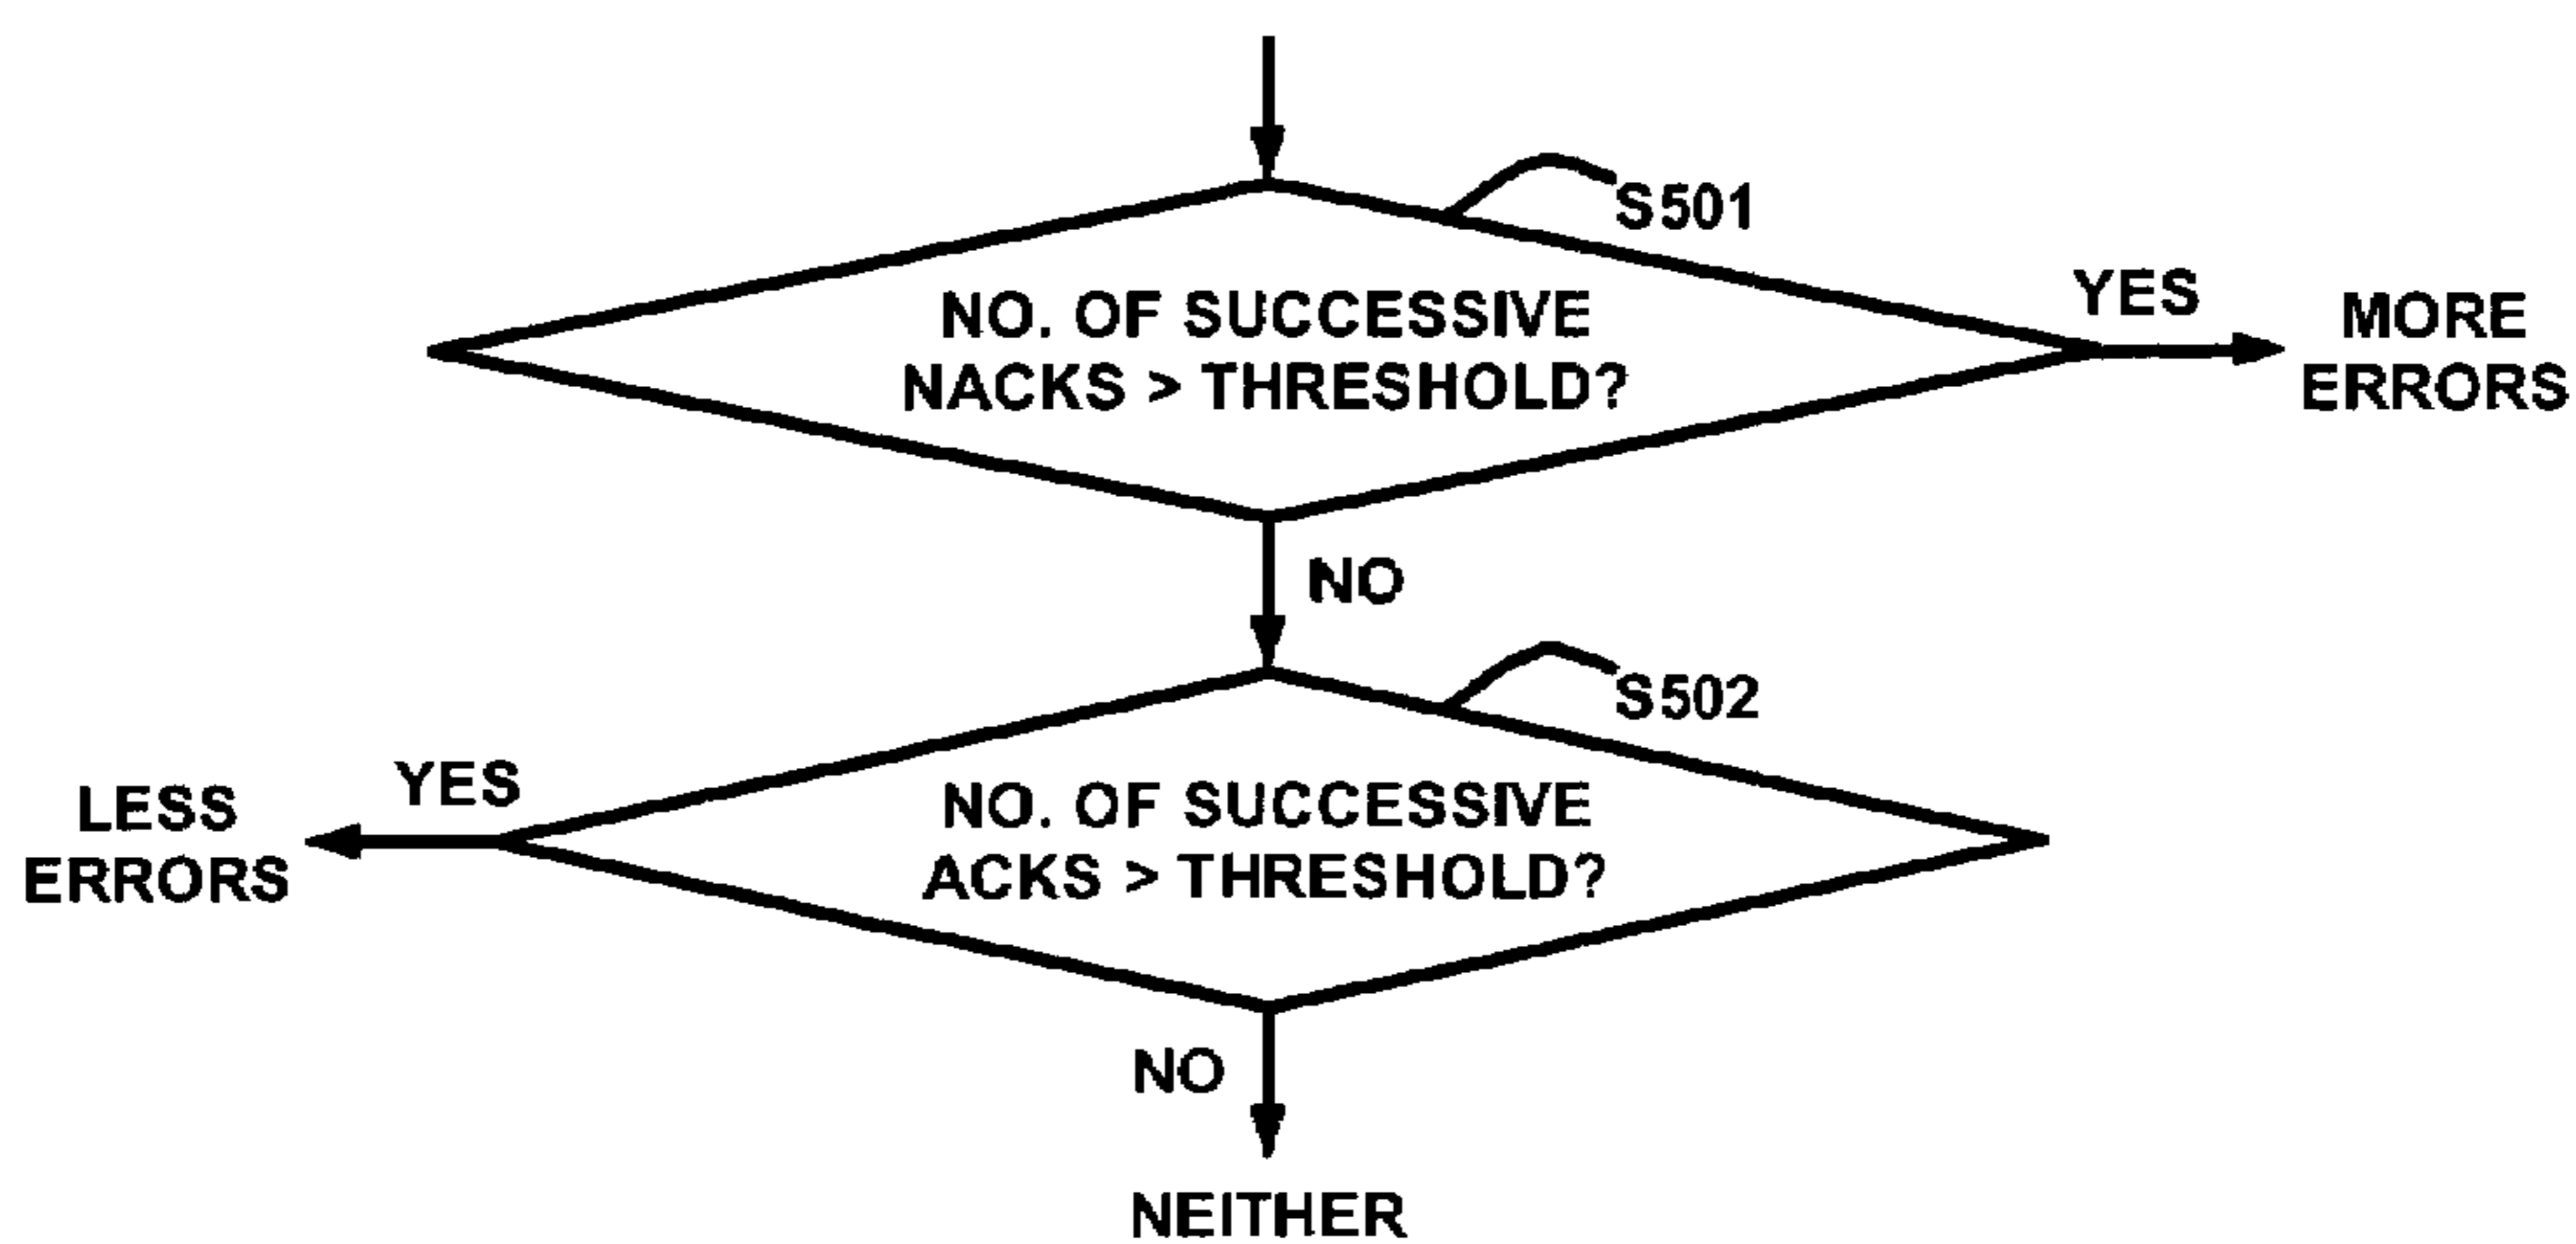 S501
NO. OF SUCCESSIVE
NACKS > THRESHOLD?
YES
MORE
ERRORS
NO
S502
NO. OF SUCCESSIVE
ACKS > THRESHOLD?
YES
LESS
ERRORS
NO
NEITHER